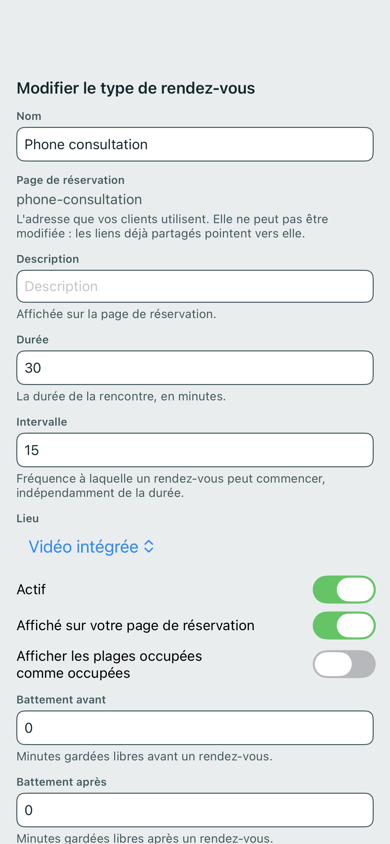 Modifier le type de rendez-vous
Nom
Phone consultation
Page de réservation
phone-consultation
L'adresse que vos clients utilisent. Elle ne peut pas être
modifiée : les liens déjà partagés pointent vers elle.
Description
Description
Affichée sur la page de réservation.
Durée
30
La durée de la rencontre, en minutes.
Intervalle
15
Fréquence à laquelle un rendez-vous peut commencer,
indépendamment de la durée.
Lieu
Vidéo intégrée
Actif
Affiché sur votre page de réservation
Afficher les plages occupées
comme occupées
Battement avant
0
Minutes gardées libres avant un rendez-vous.
Battement après
0
Minutes gardées libres après un rendez-vous.